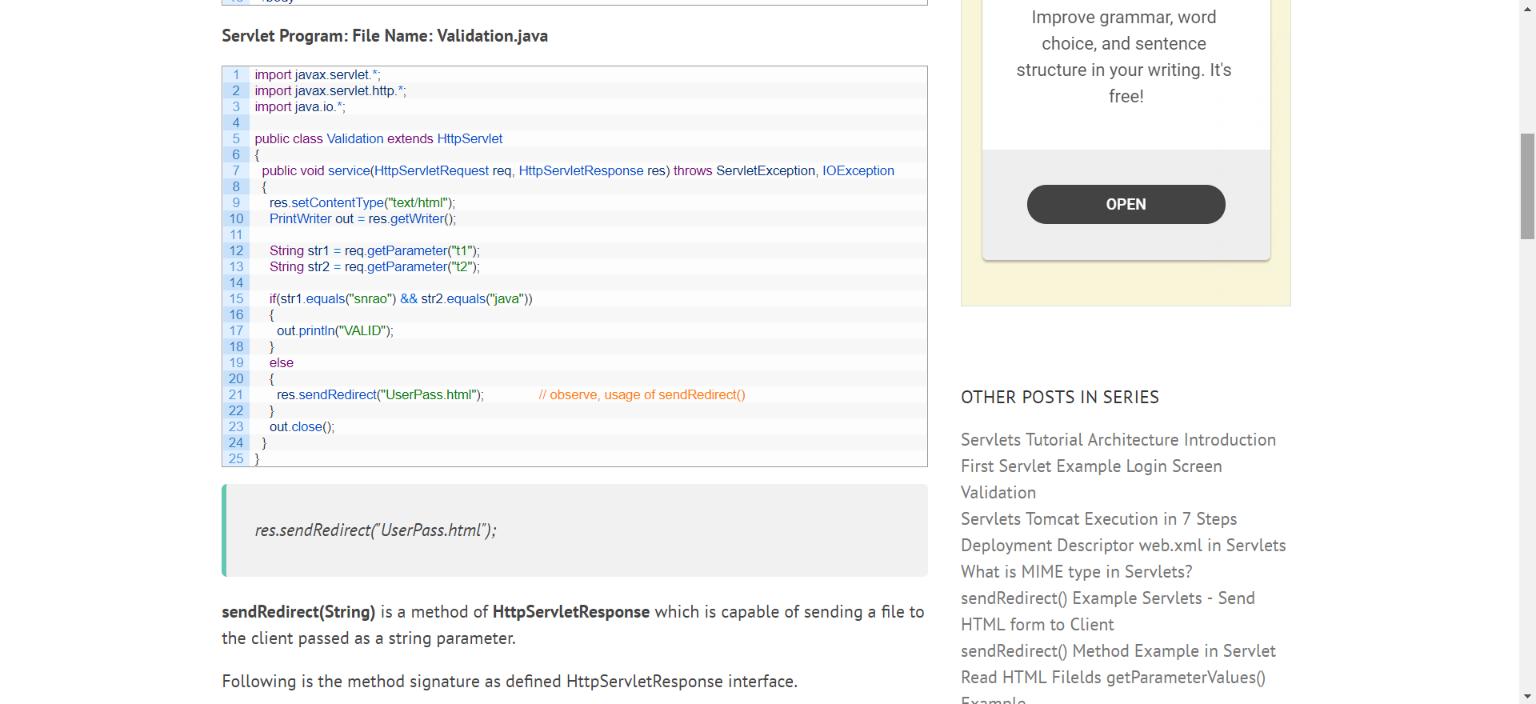 Servlet Program: File Name: Validation.java
1 import javax.servlet.*;
2 import javax.servlet.http.*;
3 import java.io.*;
4
5 public class Validation extends HttpServlet
6 {
7 public void service(HttpServletRequest req, HttpServletResponse res) throws ServletException, IOException
8 {
9 res.setContentType("text/html");
10 PrintWriter out = res.getWriter();
11
12 String str1 = req.getParameter("t1");
13 String str2 = req.getParameter("t2");
14
15 if(str1.equals("snrao") && str2.equals("java"))
16 {
17 out.println("VALID");
18 }
19 else
20 {
21 res.sendRedirect("UserPass.html"); // observe, usage of sendRedirect()
22 }
23 out.close();
24 }
25 }
res.sendRedirect("UserPass.html");
sendRedirect(String) is a method of HttpServletResponse which is capable of sending a file to
the client passed as a string parameter.
Following is the method signature as defined HttpServletResponse interface.
Improve grammar, word
choice, and sentence
structure in your writing. It's
free!
OPEN
OTHER POSTS IN SERIES
Servlets Tutorial Architecture Introduction
First Servlet Example Login Screen
Validation
Servlets Tomcat Execution in 7 Steps
Deployment Descriptor web.xml in Servlets
What is MIME type in Servlets?
sendRedirect() Example Servlets - Send
HTML form to Client
sendRedirect() Method Example in Servlet
Read HTML Filelds getParameterValues()
Example